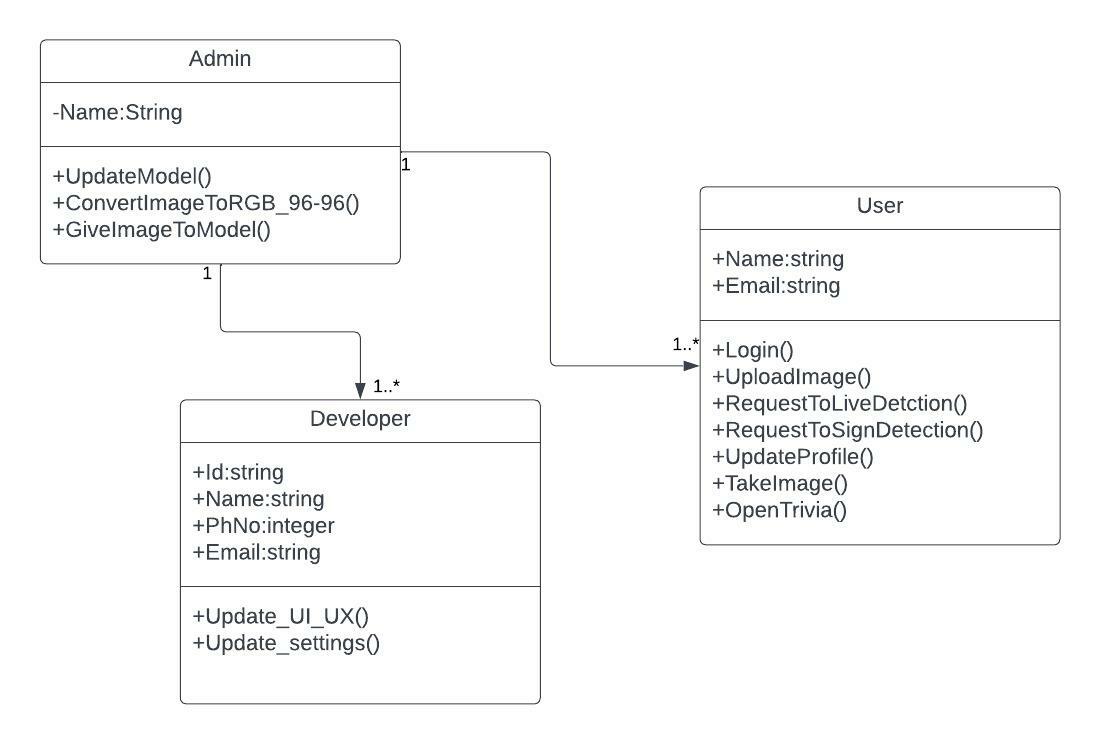 Admin
-Name:String
+UpdateModel()
+ConvertImageToRGB_96-96()
+GiveImageToModel()
1
1
User
+Name:string
+Email:string
1..*
+Login()
+UploadImage()
+RequestToLiveDetction()
+RequestToSignDetection()
+UpdateProfile()
+TakeImage()
+OpenTrivia()
1..*
Developer
+Id:string
+Name:string
+PhNo:integer
+Email:string
+Update_UI_UX()
+Update_settings()